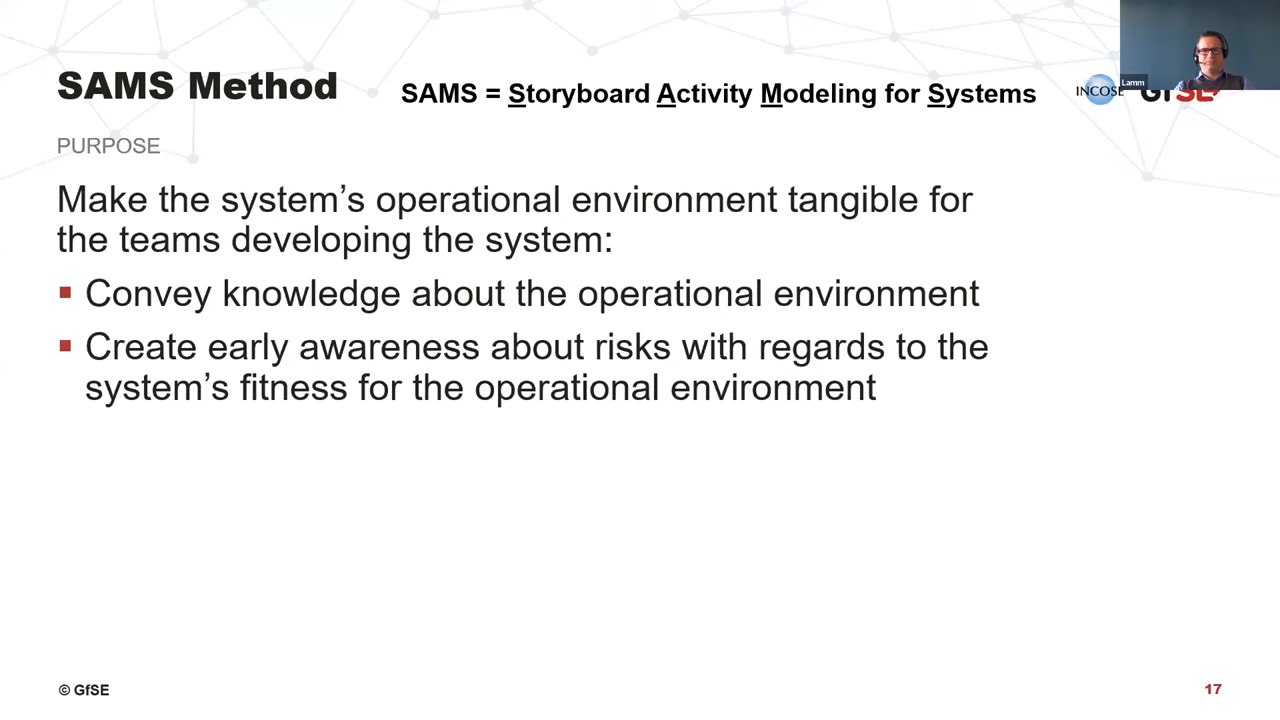 SAMS Method
SAMS = Storyboard Activity Modeling for Systems
INCOSE
GfSE
Lamm
PURPOSE
Make the system’s operational environment tangible for
the teams developing the system:
▪ Convey knowledge about the operational environment
▪ Create early awareness about risks with regards to the
system’s fitness for the operational environment
© GfSE
17